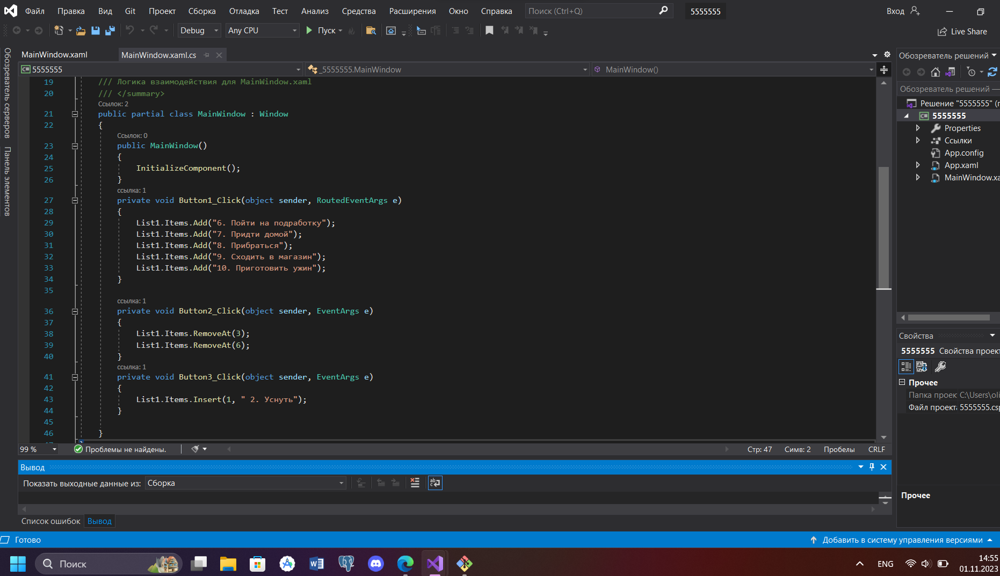 Файл Правка Вид Git Проект Сборка Отладка Тест Анализ Средства Расширения Окно Справка Поиск (Ctrl+Q) 5555555 Вход
Debug Any CPU Пуск Live Share
Обозреватель серверов
Панель элементов
MainWindow.xaml MainWindow.xaml.cs
5555555 _5555555.MainWindow MainWindow()
19 /// Логика взаимодействия для MainWindow.xaml
20 /// </summary>
Ссылок: 2
21 public partial class MainWindow : Window
22 {
Ссылок: 0
23 public MainWindow()
24 {
25 InitializeComponent();
26 }
ссылка: 1
27 private void Button1_Click(object sender, RoutedEventArgs e)
28 {
29 List1.Items.Add("6. Пойти на подработку");
30 List1.Items.Add("7. Придти домой");
31 List1.Items.Add("8. Прибраться");
32 List1.Items.Add("9. Сходить в магазин");
33 List1.Items.Add("10. Приготовить ужин");
34 }
35
ссылка: 1
36 private void Button2_Click(object sender, EventArgs e)
37 {
38 List1.Items.RemoveAt(3);
39 List1.Items.RemoveAt(6);
40 }
ссылка: 1
41 private void Button3_Click(object sender, EventArgs e)
42 {
43 List1.Items.Insert(1, " 2. Уснуть");
44 }
45
46 }
99 % Проблемы не найдены. Стр: 47 Симв: 2 Пробелы CRLF
Вывод
Показать выходные данные из: Сборка
Список ошибок Вывод
Обозреватель решений
Обозреватель решений —
Решение "5555555" (
5555555
Properties
Ссылки
App.config
App.xaml
MainWindow.xa
Свойства
5555555 Свойства проект
Прочее
Папка проек C:\Users\oli
Файл проекта 5555555.csp
Прочее
Готово Добавить в систему управления версиями
Поиск ENG 14:55
01.11.2023